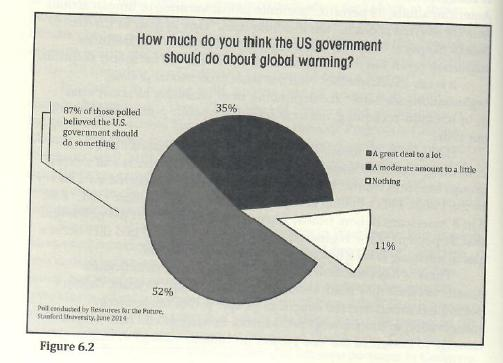 How much do you think the US government
should do about global warming?
87% of those polled
believed the U.S.
government should
do something
35%
A great deal to a lot
A moderate amount to a little
Nothing
11%
52%
Poll conducted by Resources for the Future,
Stanford University, June 2014
Figure 6.2